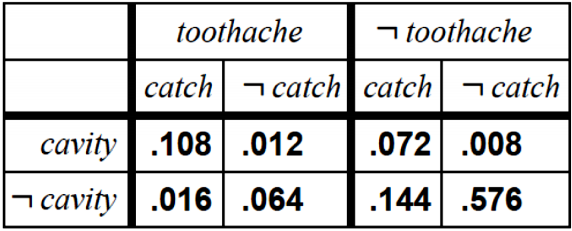 toothache ¬ toothache
catch ¬ catch catch ¬ catch
cavity .108 .012 .072 .008
¬ cavity .016 .064 .144 .576